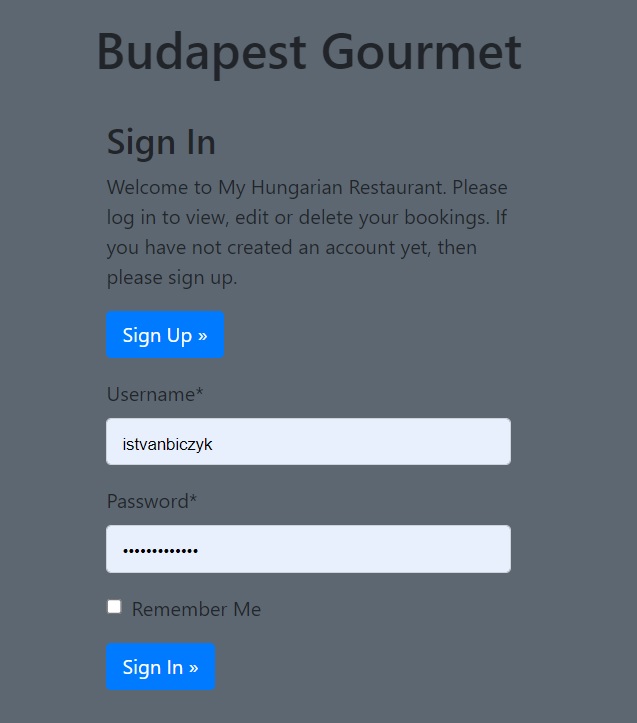 Budapest Gourmet
Sign In
Welcome to My Hungarian Restaurant. Please
log in to view, edit or delete your bookings. If
you have not created an account yet, then
please sign up.
Sign Up »
Username*
istvanbiczyk
Password*
•••••••••••••
Remember Me
Sign In »